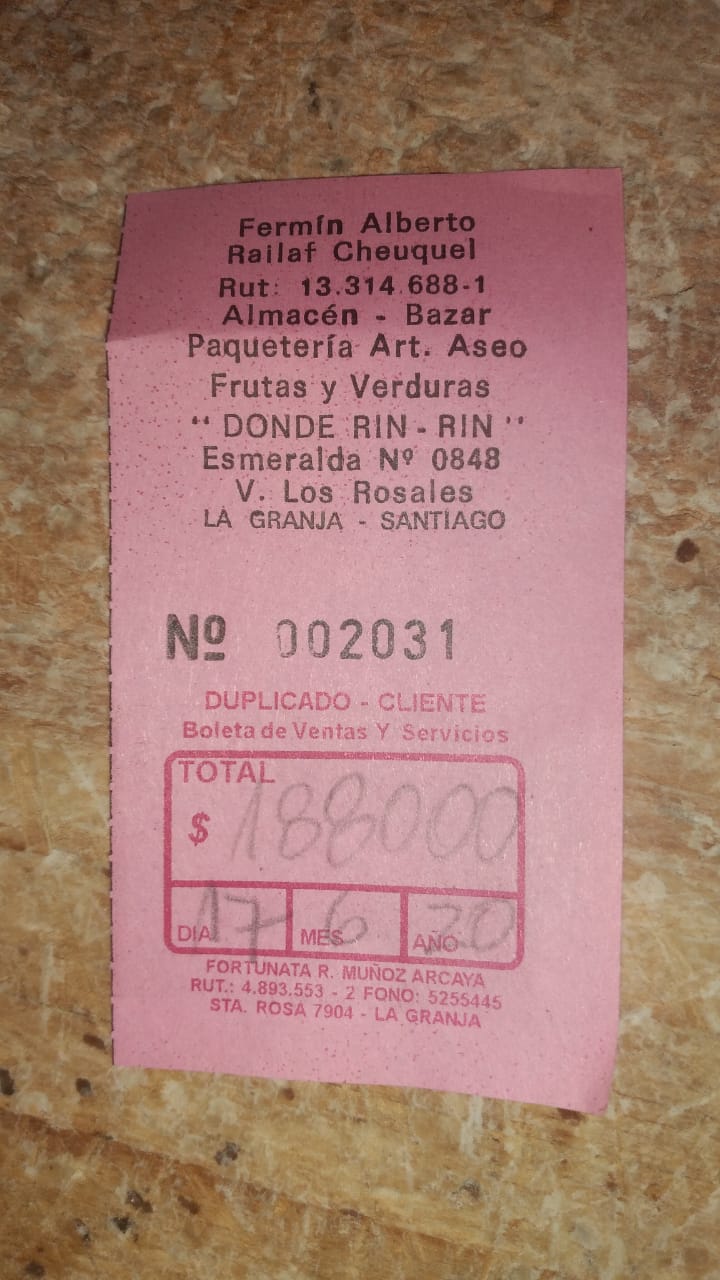 Fermín Alberto
Railaf Cheuquel
Rut: 13.314.688-1
Almacén - Bazar
Paquetería Art. Aseo
Frutas y Verduras
“ DONDE RIN - RIN ”
Esmeralda Nº 0848
V. Los Rosales
LA GRANJA - SANTIAGO
Nº 002031
DUPLICADO - CLIENTE
Boleta de Ventas Y Servicios
TOTAL
$ 188000
DIA 17 MES 6 AÑO 20
FORTUNATA R. MUÑOZ ARCAYA
RUT.: 4.893.553 - 2 FONO: 5255445
STA. ROSA 7904 - LA GRANJA